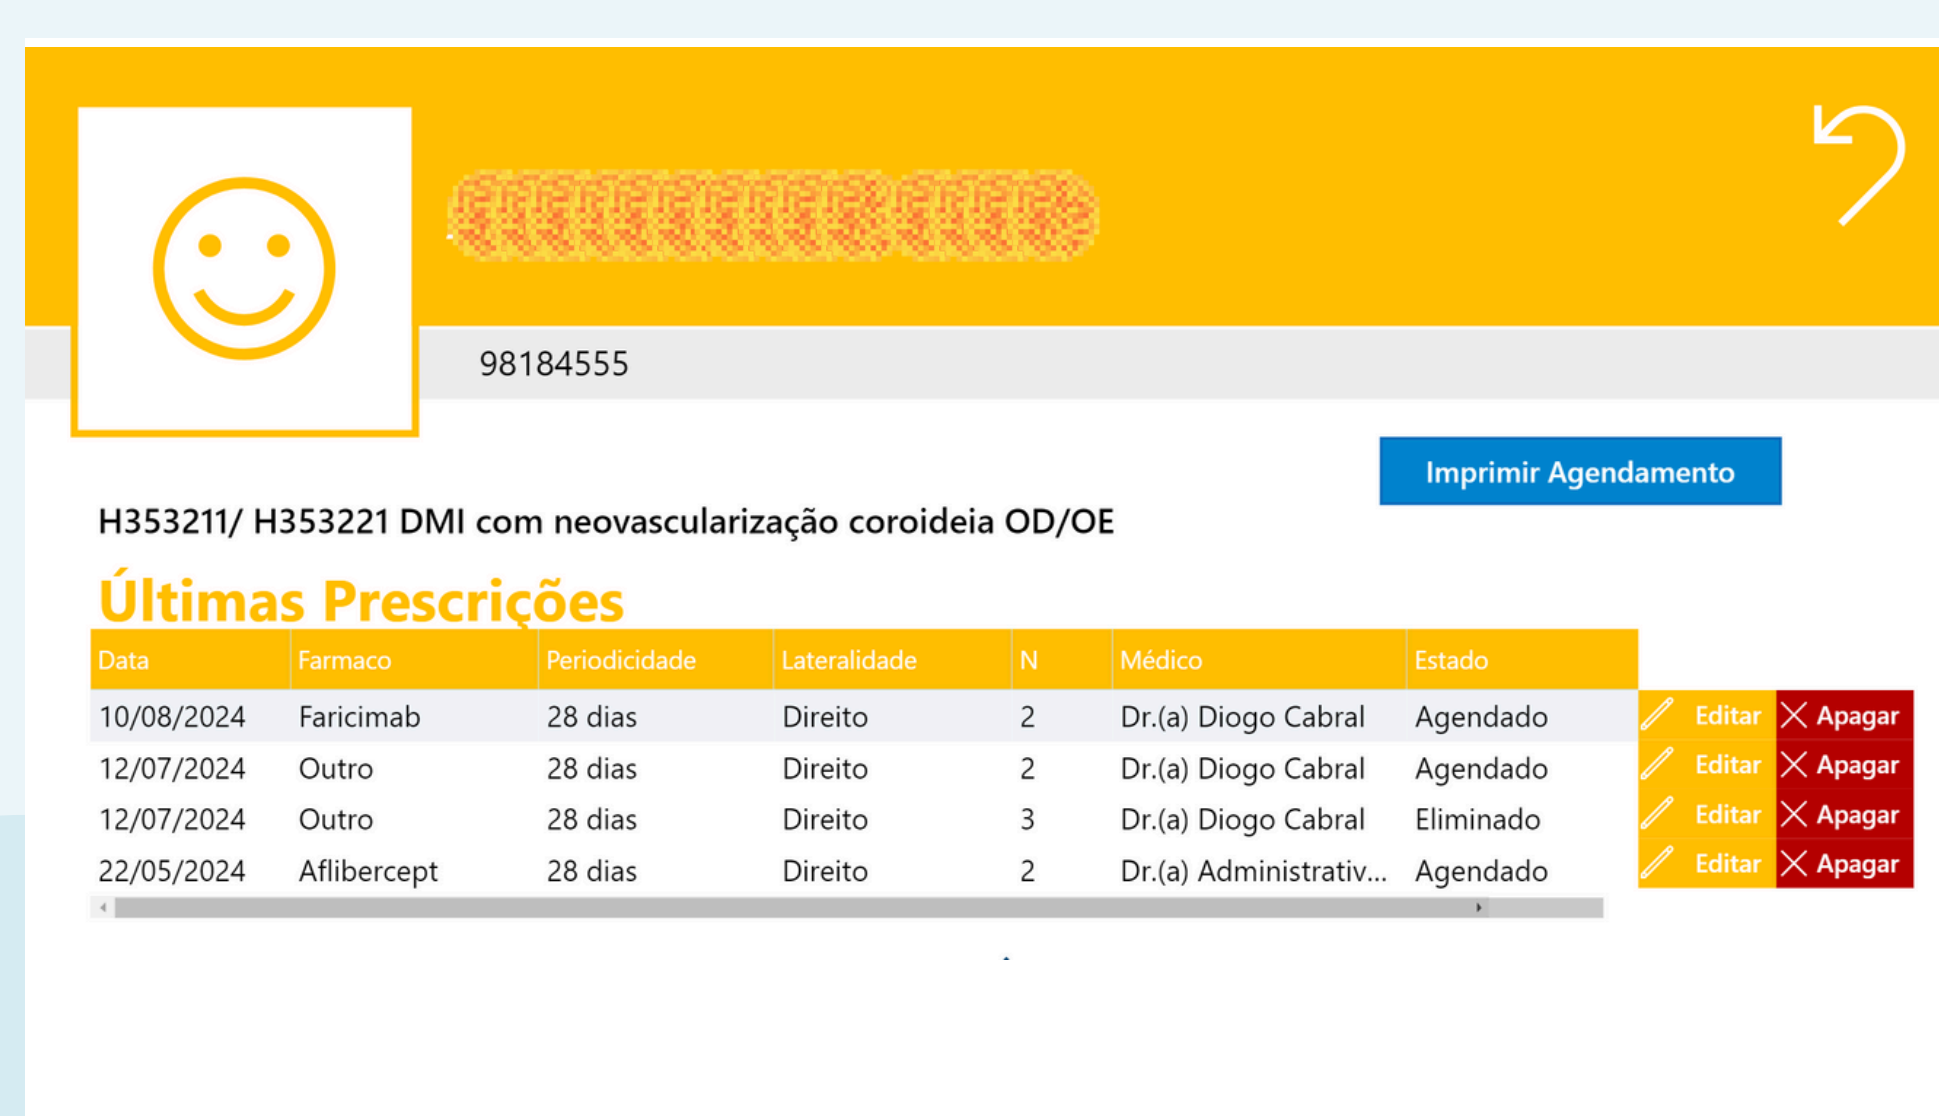 98184555
Imprimir Agendamento
H353211/ H353221 DMI com neovascularização coroideia OD/OE
Últimas Prescrições
Data Farmaco Periodicidade Lateralidade N Médico Estado
10/08/2024 Faricimab 28 dias Direito 2 Dr.(a) Diogo Cabral Agendado Editar Apagar
12/07/2024 Outro 28 dias Direito 2 Dr.(a) Diogo Cabral Agendado Editar Apagar
12/07/2024 Outro 28 dias Direito 3 Dr.(a) Diogo Cabral Eliminado Editar Apagar
22/05/2024 Aflibercept 28 dias Direito 2 Dr.(a) Administrativ... Agendado Editar Apagar